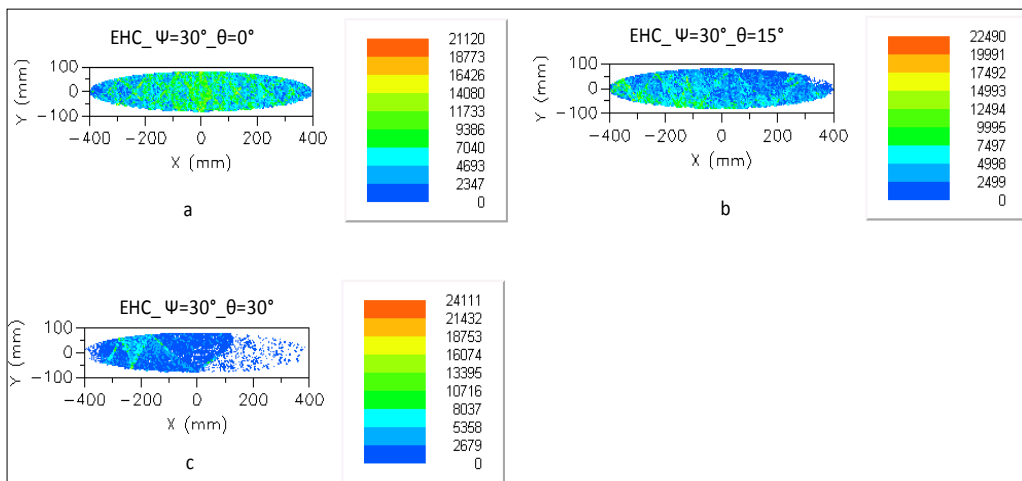 EHC_ Ψ=30°_θ=0°
100
0
-100
Y (mm)
-400 -200 0 200 400
X (mm)
a
21120
18773
16426
14080
11733
9386
7040
4693
2347
0
EHC_ Ψ=30°_θ=15°
100
0
-100
Y (mm)
-400 -200 0 200 400
X (mm)
b
22490
19991
17492
14993
12494
9995
7497
4998
2499
0
EHC_ Ψ=30°_θ=30°
100
0
-100
Y (mm)
-400 -200 0 200 400
X (mm)
c
24111
21432
18753
16074
13395
10716
8037
5358
2679
0